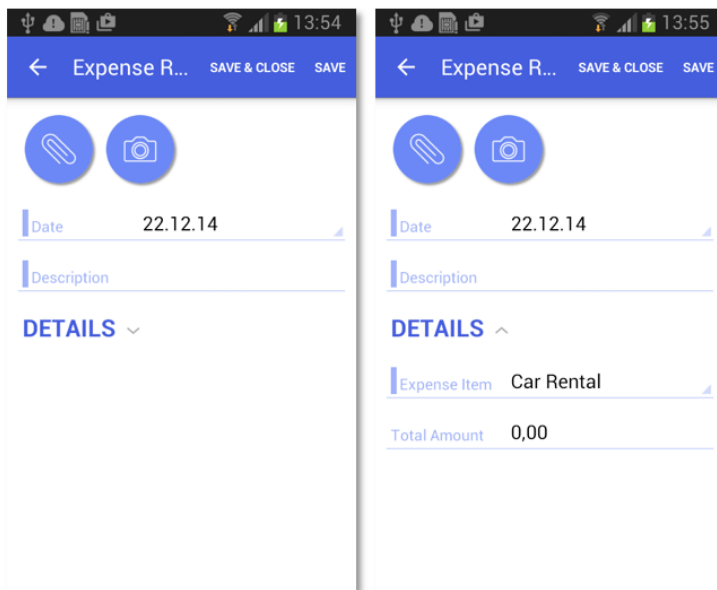 13:54
Expense R... SAVE & CLOSE SAVE
Date 22.12.14
Description
DETAILS
13:55
Expense R... SAVE & CLOSE SAVE
Date 22.12.14
Description
DETAILS
Expense Item Car Rental
Total Amount 0,00